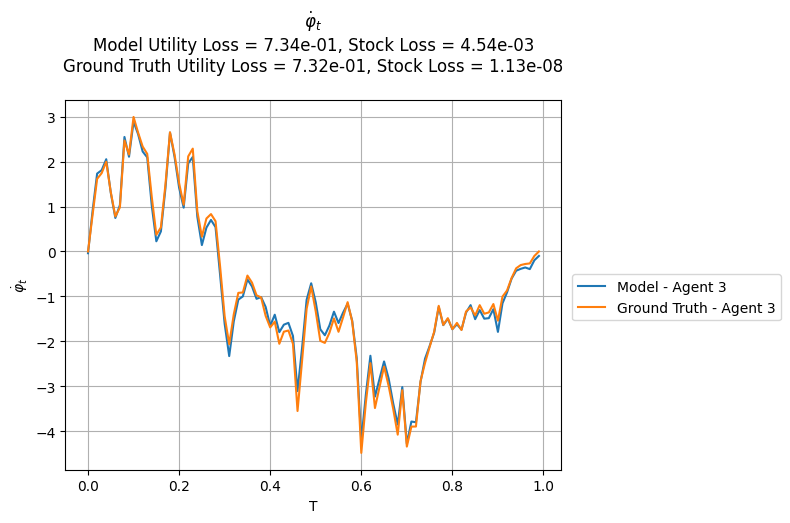 φ̇ₜ
Model Utility Loss = 7.34e-01, Stock Loss = 4.54e-03
Ground Truth Utility Loss = 7.32e-01, Stock Loss = 1.13e-08
3
2
1
0
−1
−2
−3
−4
φ̇ₜ
0.0 0.2 0.4 0.6 0.8 1.0
T
Model - Agent 3
Ground Truth - Agent 3